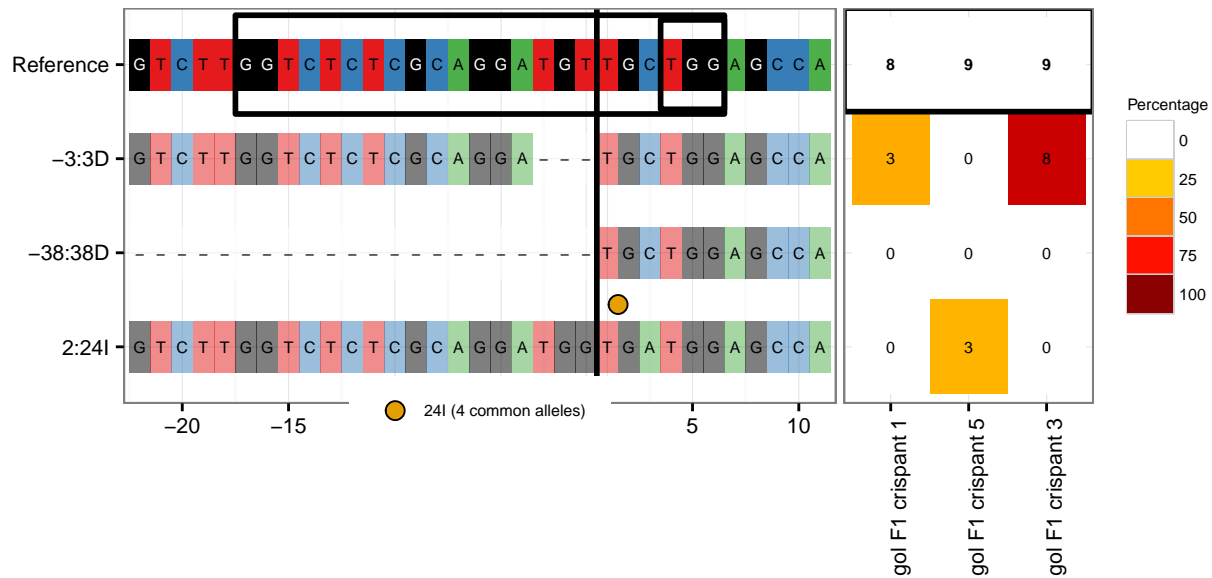 Reference G T C T T G G T C T C T C G C A G G A T G T T G C T G G A G C C A 8 9 9
−3:3D G T C T T G G T C T C T C G C A G G A - - - T G C T G G A G C C A 3 0 8
−38:38D T G C T G G A G C C A 0 0 0
2:24I G T C T T G G T C T C T C G C A G G A T G G T G A T G G A G C C A 0 3 0
−20 −15 5 10
24I (4 common alleles)
gol F1 crispant 1
gol F1 crispant 5
gol F1 crispant 3
Percentage
0
25
50
75
100